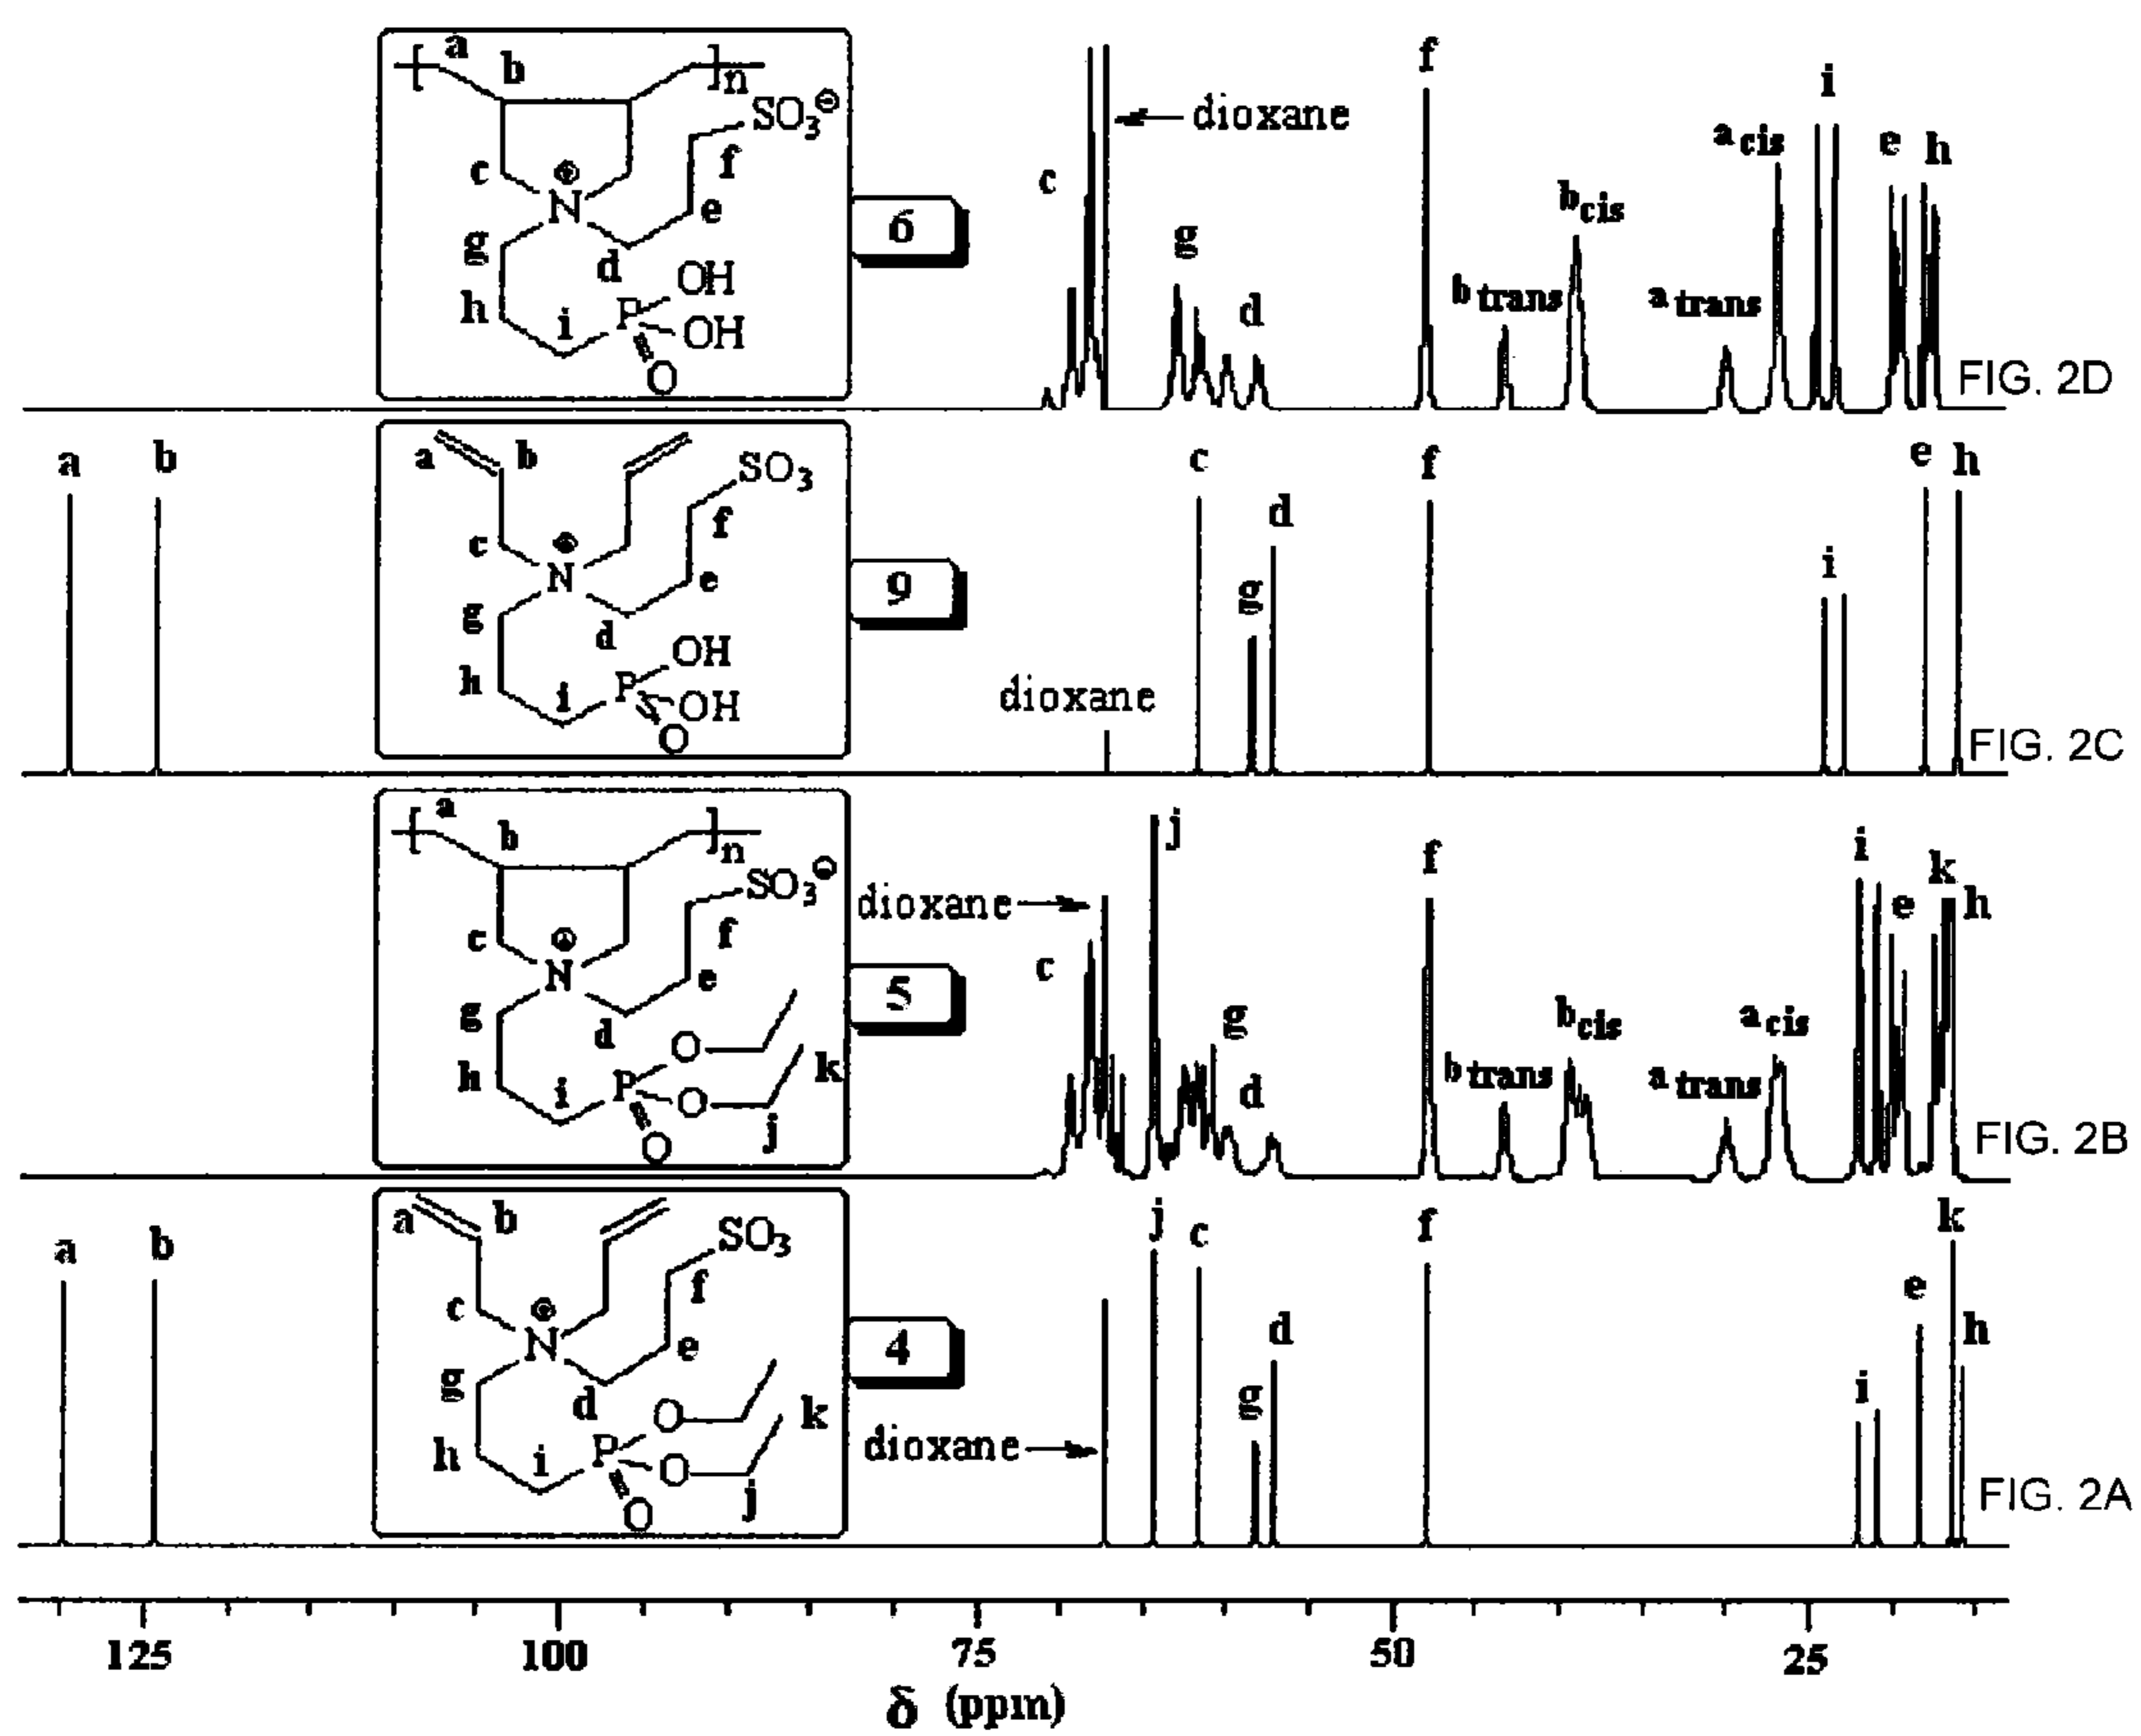 a
b
n
SO3⊖
c
⊕
N
f
e
g
d
OH
h
i
P
OH
O
6
c
dioxane
g
d
f
b trans
b cis
a trans
a cis
i
e
h
FIG. 2D
a
b
a
b
SO3
f
c
⊕
N
e
g
d
OH
h
i
P
OH
O
9
dioxane
c
g
d
f
i
e
h
FIG. 2C
a
b
n
SO3⊖
c
⊕
N
f
e
g
d
O
h
i
P
O
k
O
j
5
dioxane
c
j
g
d
f
b trans
b cis
a trans
a cis
i
e
k
h
FIG. 2B
a
b
a
b
SO3
f
c
⊕
N
e
g
d
O
k
h
i
P
O
O
j
4
dioxane
j
c
g
d
f
i
e
k
h
FIG. 2A
125 100 75 50 25
δ (ppm)